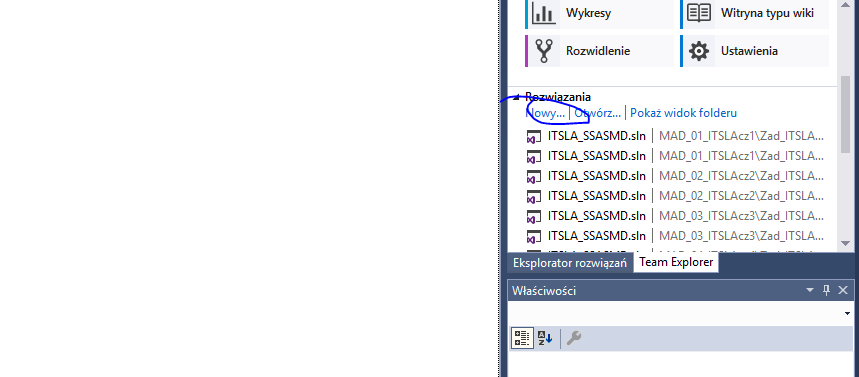 Wykresy Witryna typu wiki
Rozwidlenie Ustawienia
Rozwiązania
Nowy... | Otwórz... | Pokaż widok folderu
ITSLA_SSASMD.sln | MAD_01_ITSLAcz1\Zad_ITSLA...
ITSLA_SSASMD.sln | MAD_01_ITSLAcz1\Zad_ITSLA...
ITSLA_SSASMD.sln | MAD_02_ITSLAcz2\Zad_ITSLA...
ITSLA_SSASMD.sln | MAD_02_ITSLAcz2\Zad_ITSLA...
ITSLA_SSASMD.sln | MAD_03_ITSLAcz3\Zad_ITSLA...
ITSLA_SSASMD.sln | MAD_03_ITSLAcz3\Zad_ITSLA...
Eksplorator rozwiązań Team Explorer
Właściwości